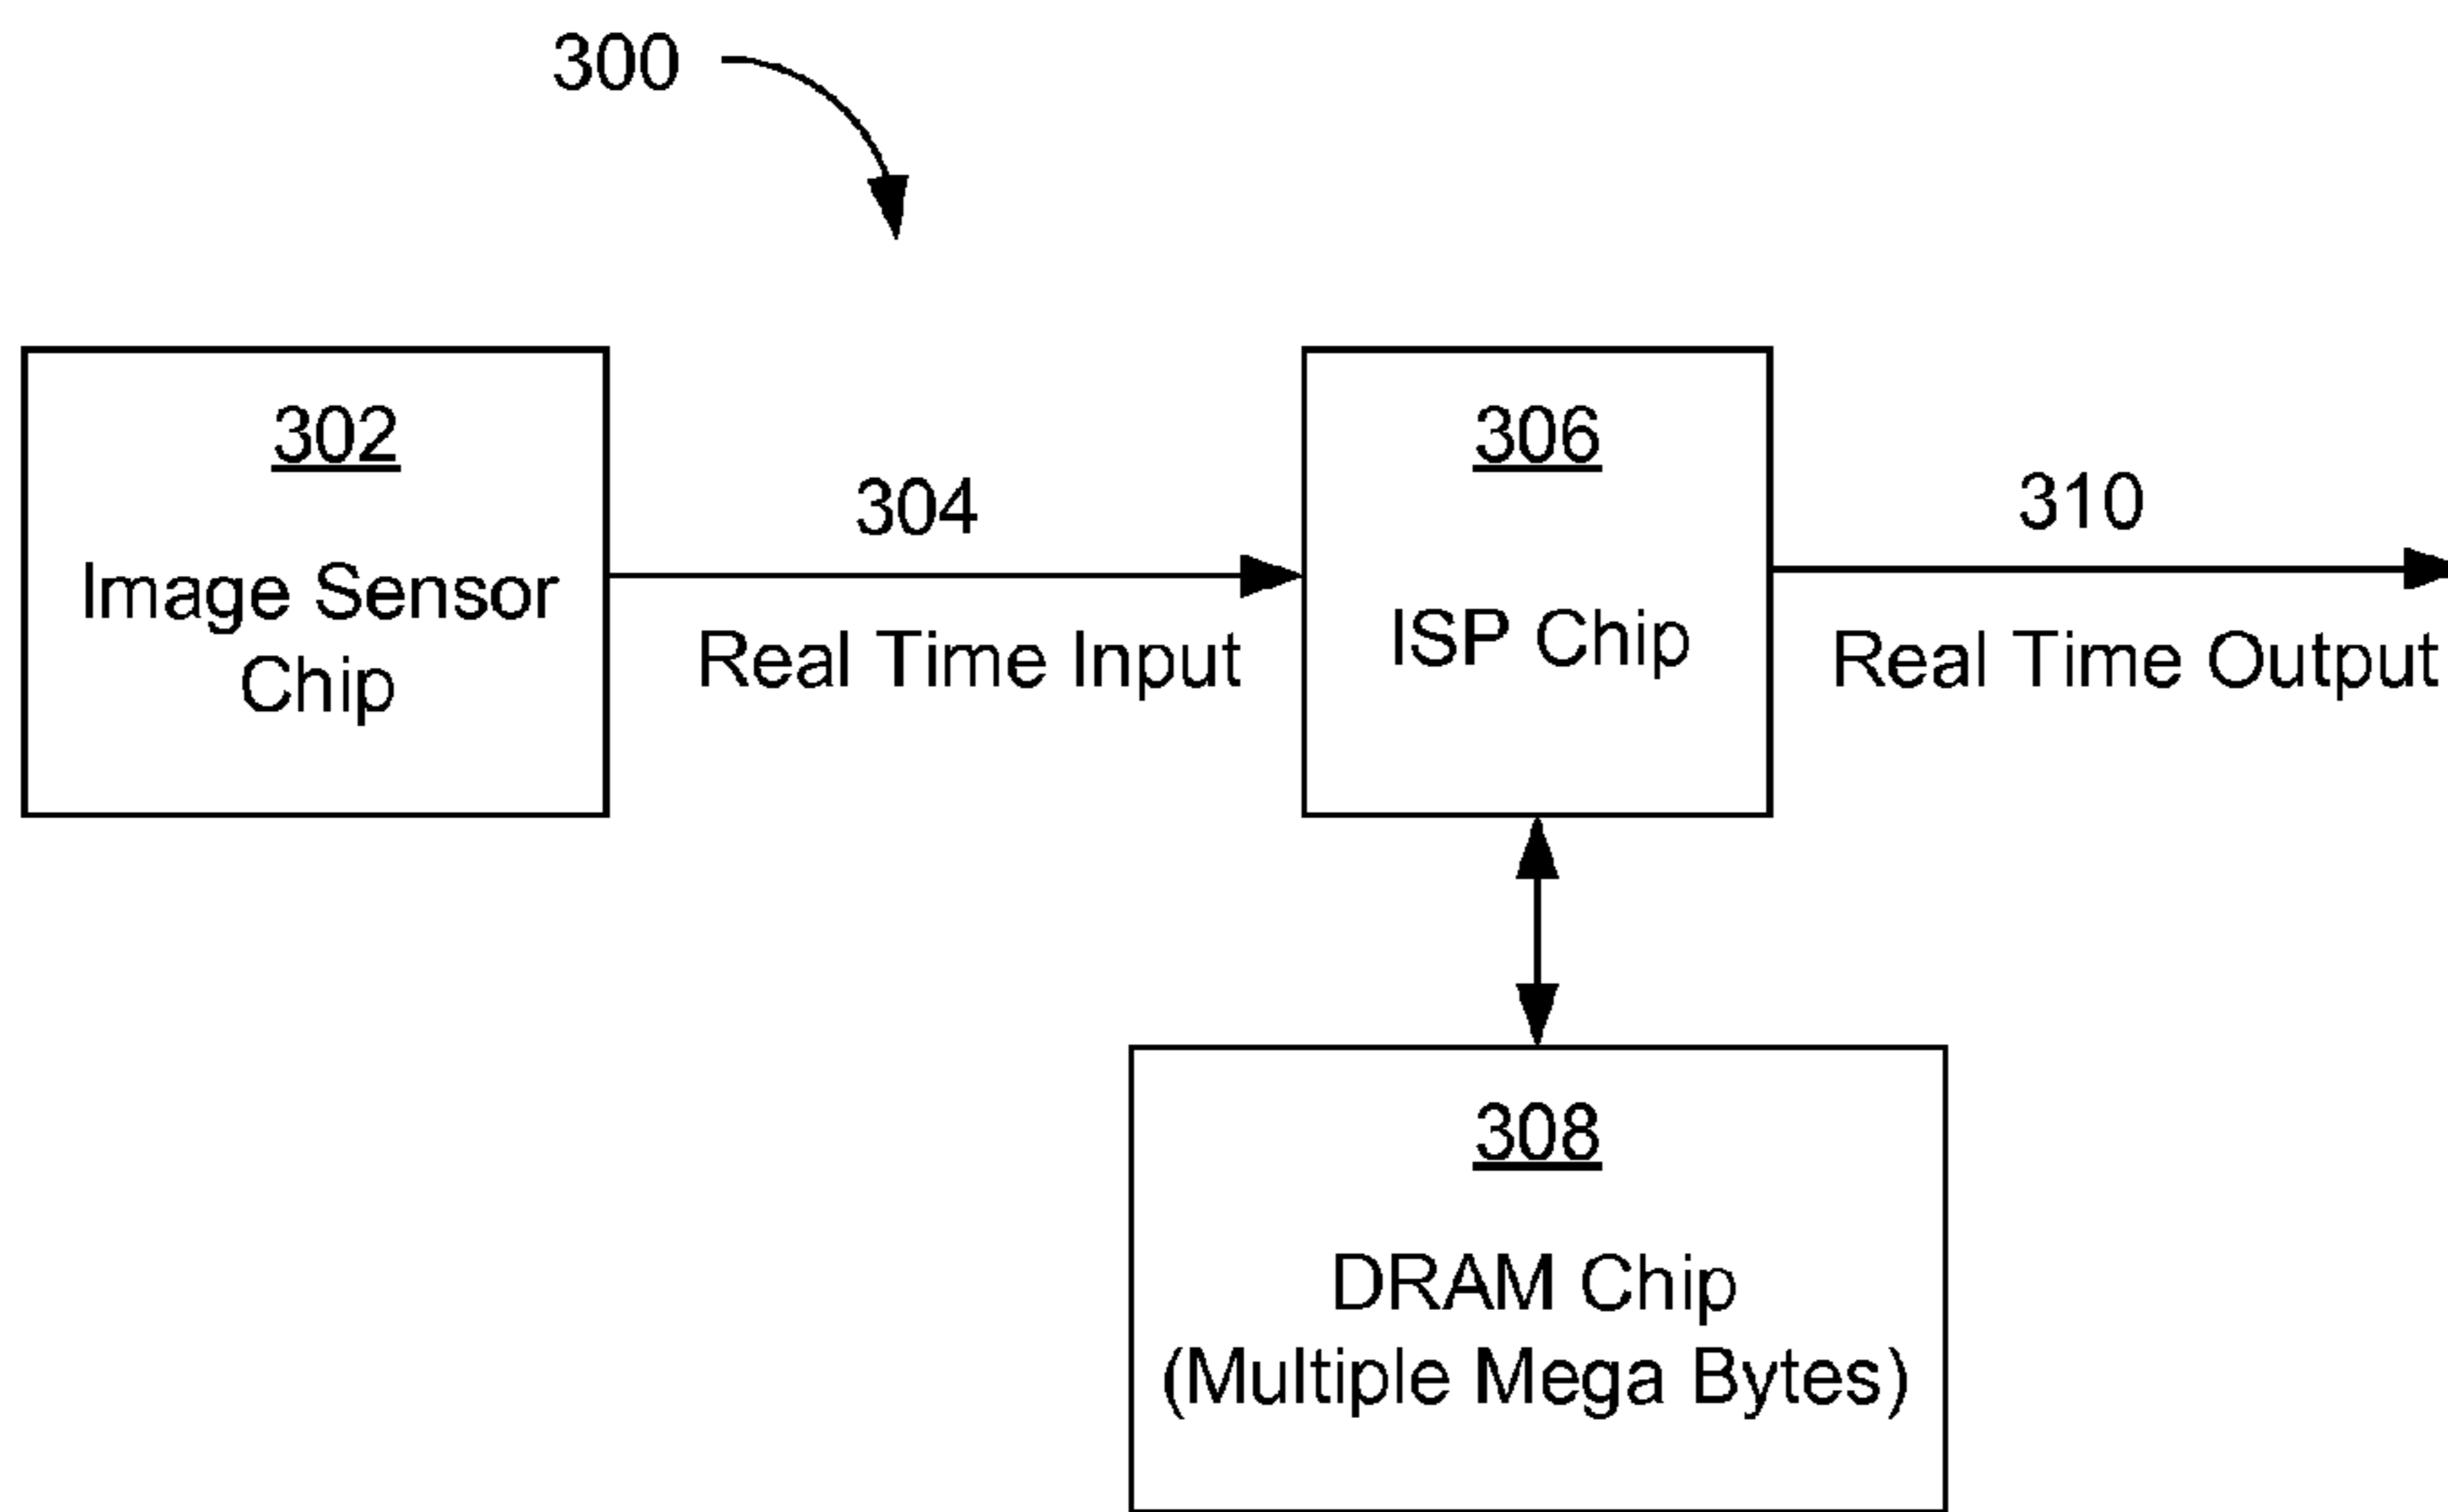 300
302
Image Sensor
Chip
304
Real Time Input
306
ISP Chip
310
Real Time Output
308
DRAM Chip
(Multiple Mega Bytes)